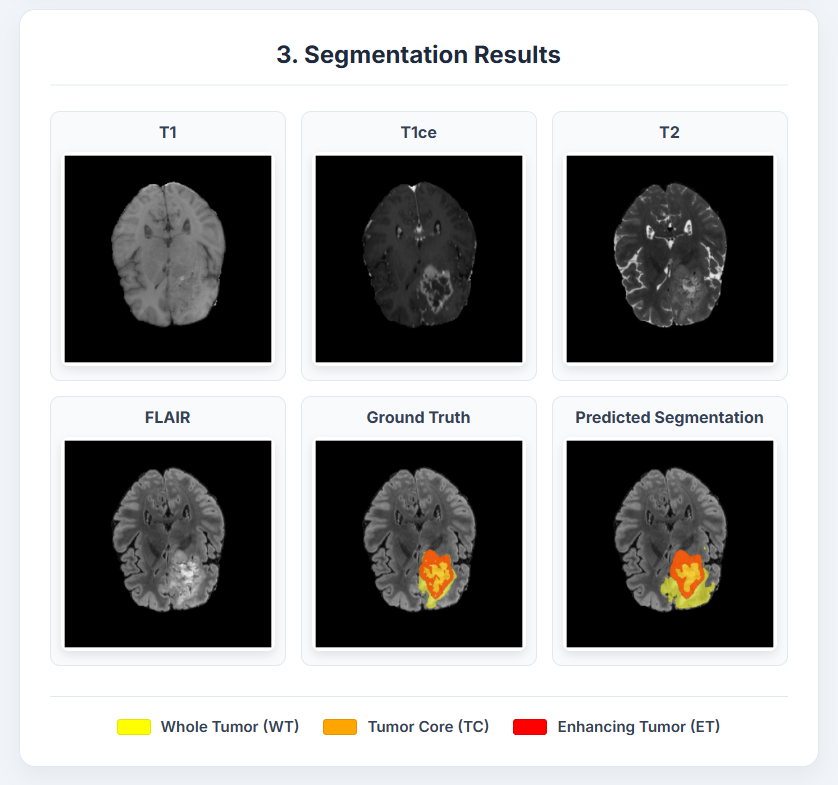 3. Segmentation Results
T1
T1ce
T2
FLAIR
Ground Truth
Predicted Segmentation
Whole Tumor (WT)
Tumor Core (TC)
Enhancing Tumor (ET)